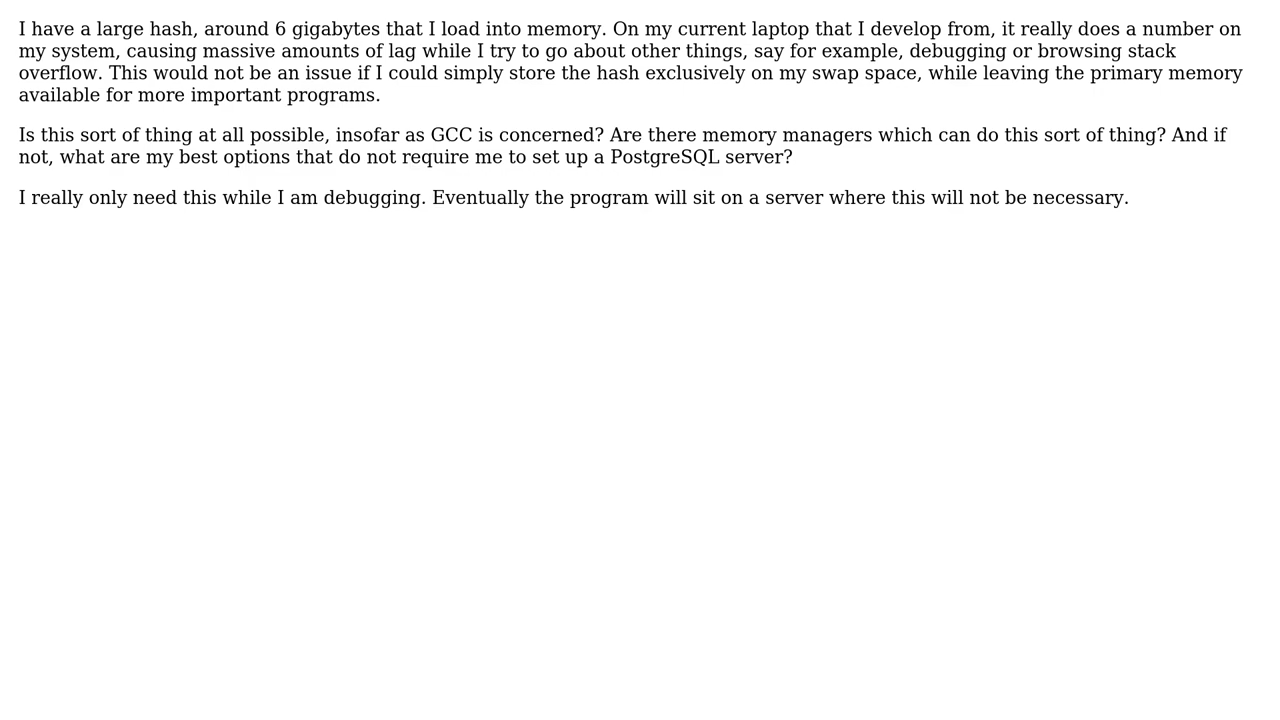 I have a large hash, around 6 gigabytes that I load into memory. On my current laptop that I develop from, it really does a number on
my system, causing massive amounts of lag while I try to go about other things, say for example, debugging or browsing stack
overflow. This would not be an issue if I could simply store the hash exclusively on my swap space, while leaving the primary memory
available for more important programs.
Is this sort of thing at all possible, insofar as GCC is concerned? Are there memory managers which can do this sort of thing? And if
not, what are my best options that do not require me to set up a PostgreSQL server?
I really only need this while I am debugging. Eventually the program will sit on a server where this will not be necessary.